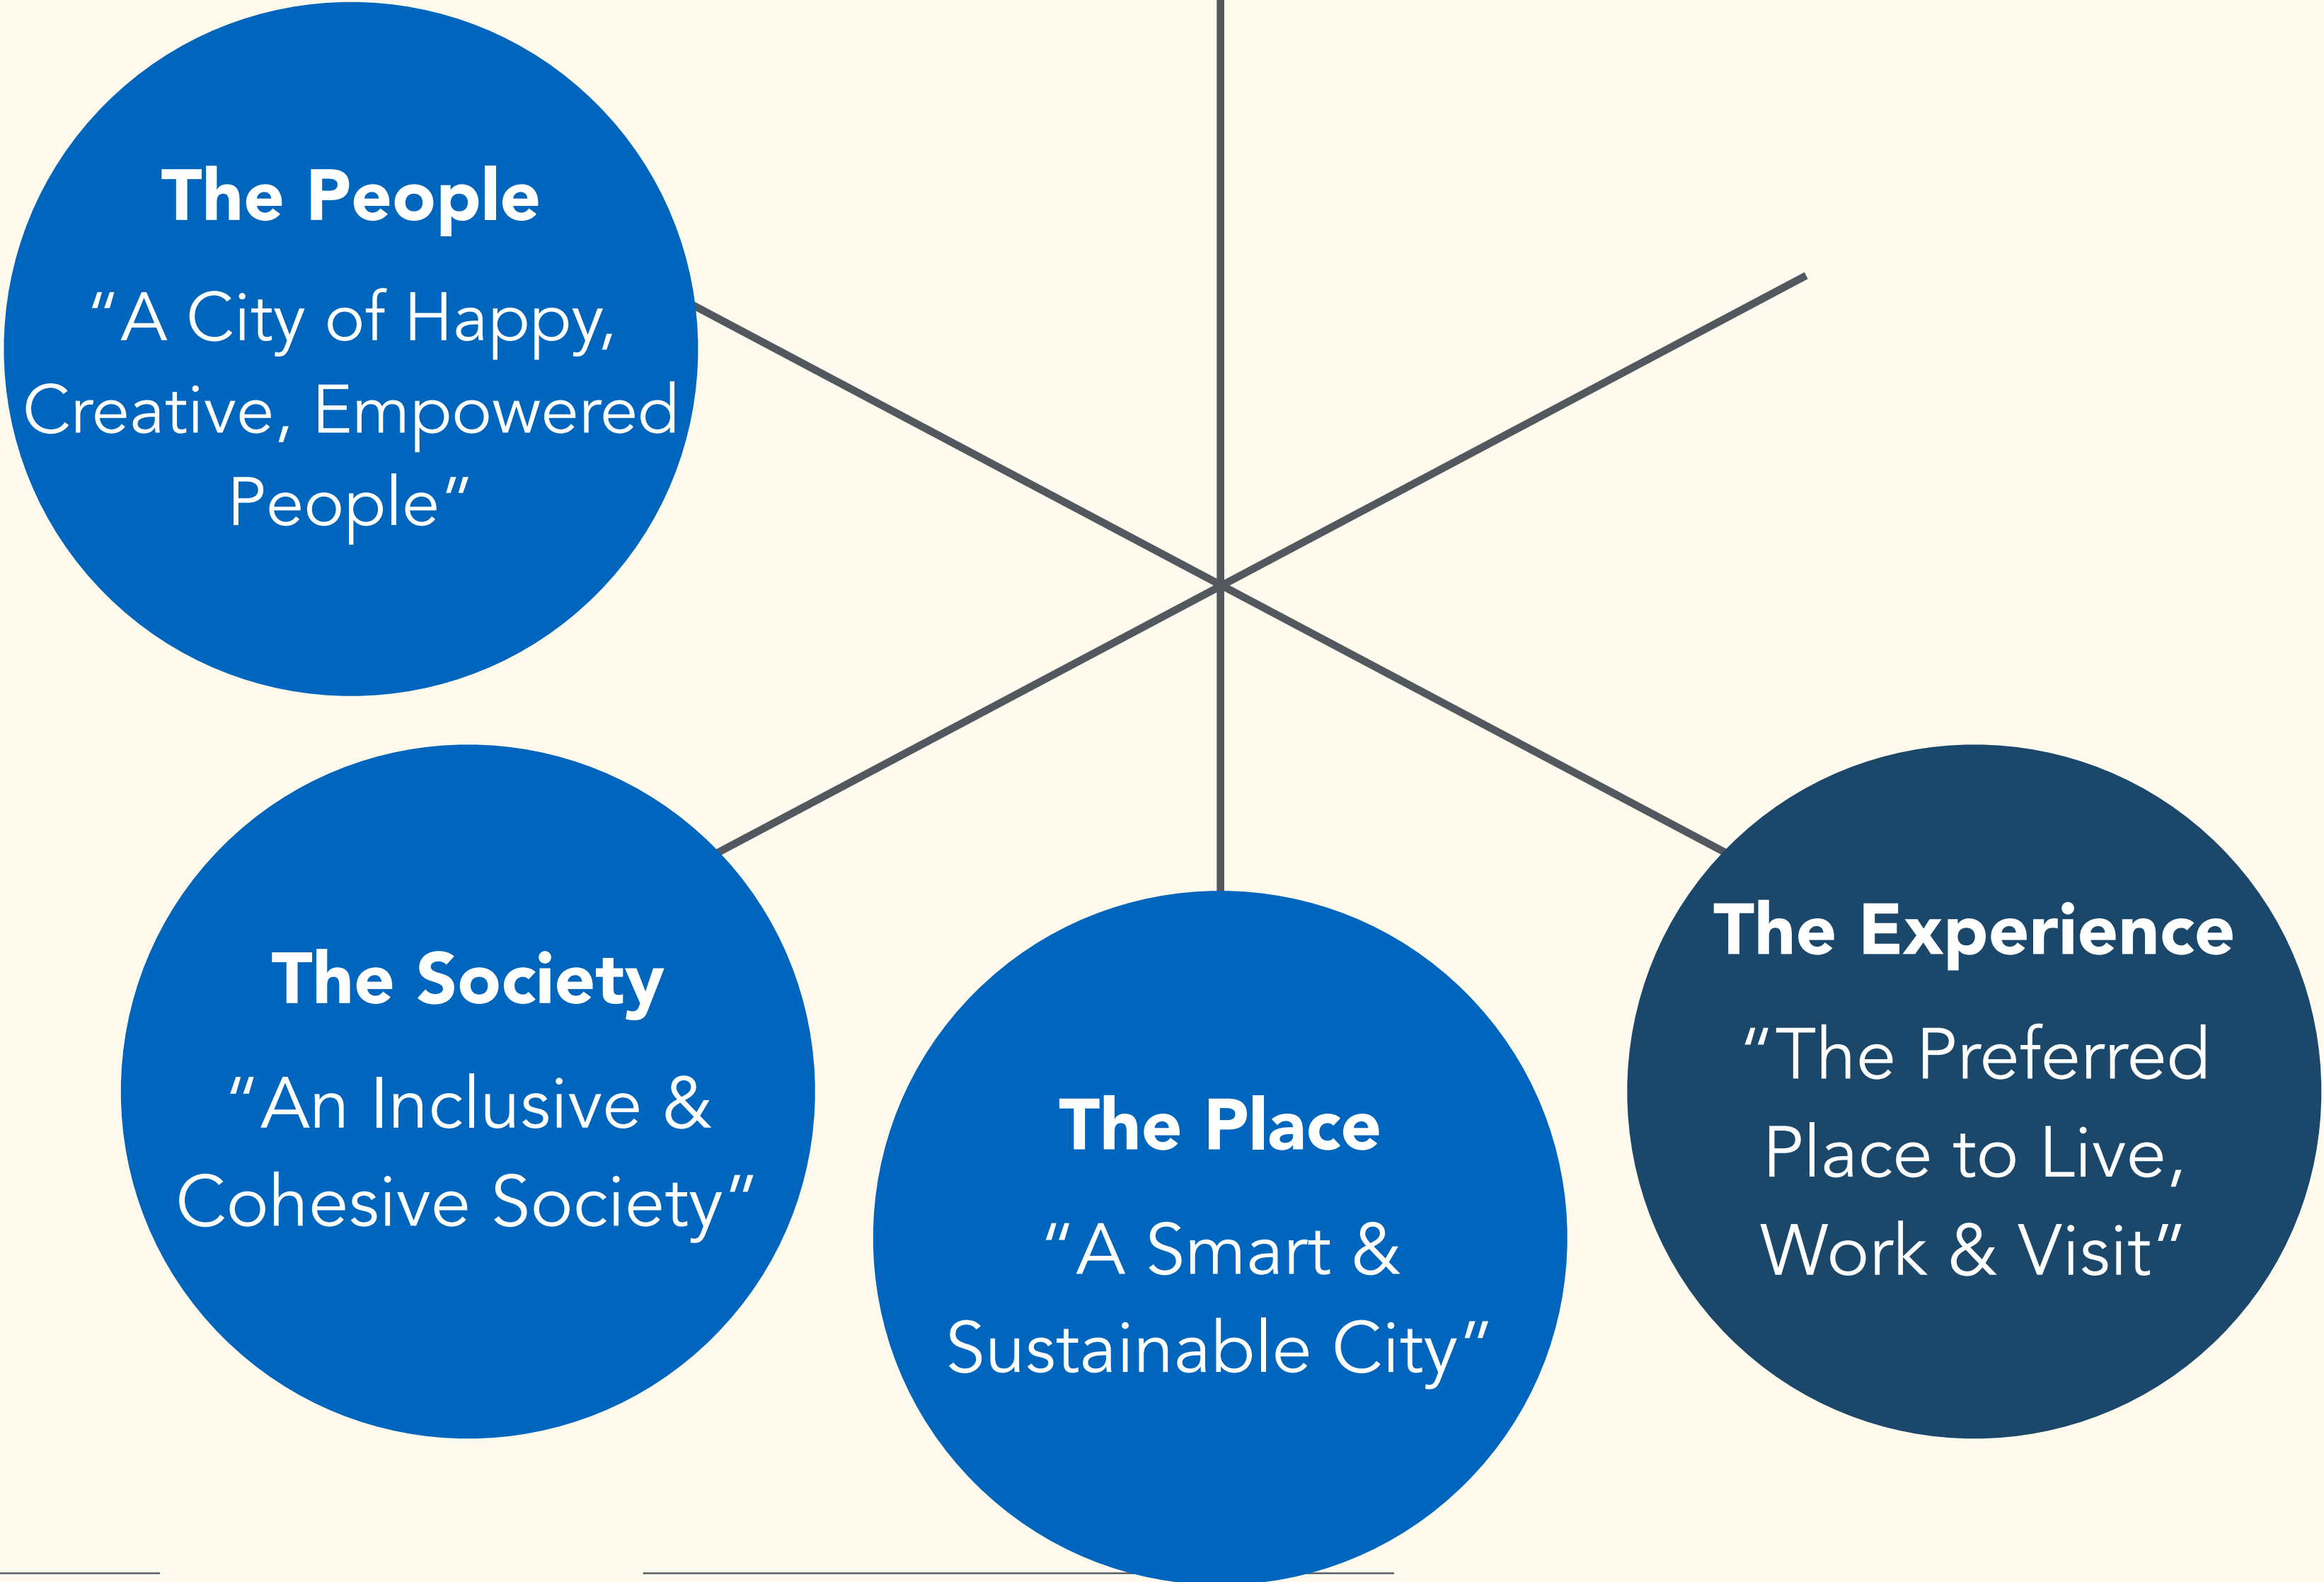 The People
“A City of Happy,
Creative, Empowered
People“
The Society
“An Inclusive &
Cohesive Society“
The Place
“A Smart &
Sustainable City“
The Experience
“The Preferred
Place to Live,
Work & Visit“